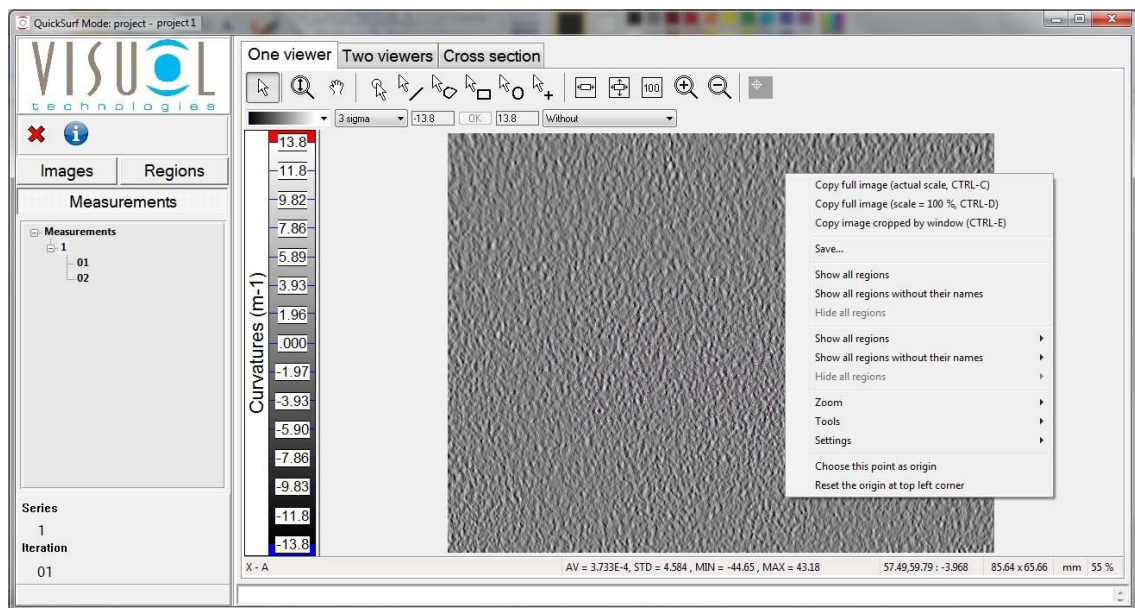 QuickSurf Mode: project - project1
VISUOL
technologies
Images
Regions
Measurements
Measurements
1
01
02
Series
1
Iteration
01
One viewer
Two viewers
Cross section
100
3 sigma
-13.8
OK
13.8
Without
Curvatures (m-1)
13.8
11.8
9.82
7.86
5.89
3.93
1.96
.000
-1.97
-3.93
-5.90
-7.86
-9.83
-11.8
-13.8
Copy full image (actual scale, CTRL-C)
Copy full image (scale = 100 %, CTRL-D)
Copy image cropped by window (CTRL-E)
Save...
Show all regions
Show all regions without their names
Hide all regions
Show all regions
Show all regions without their names
Hide all regions
Zoom
Tools
Settings
Choose this point as origin
Reset the origin at top left corner
X - A
AV = 3.733E-4, STD = 4.584 , MIN = -44.65 , MAX = 43.18
57.49,59.79 : -3.968
85.64 x 65.66
mm
55 %